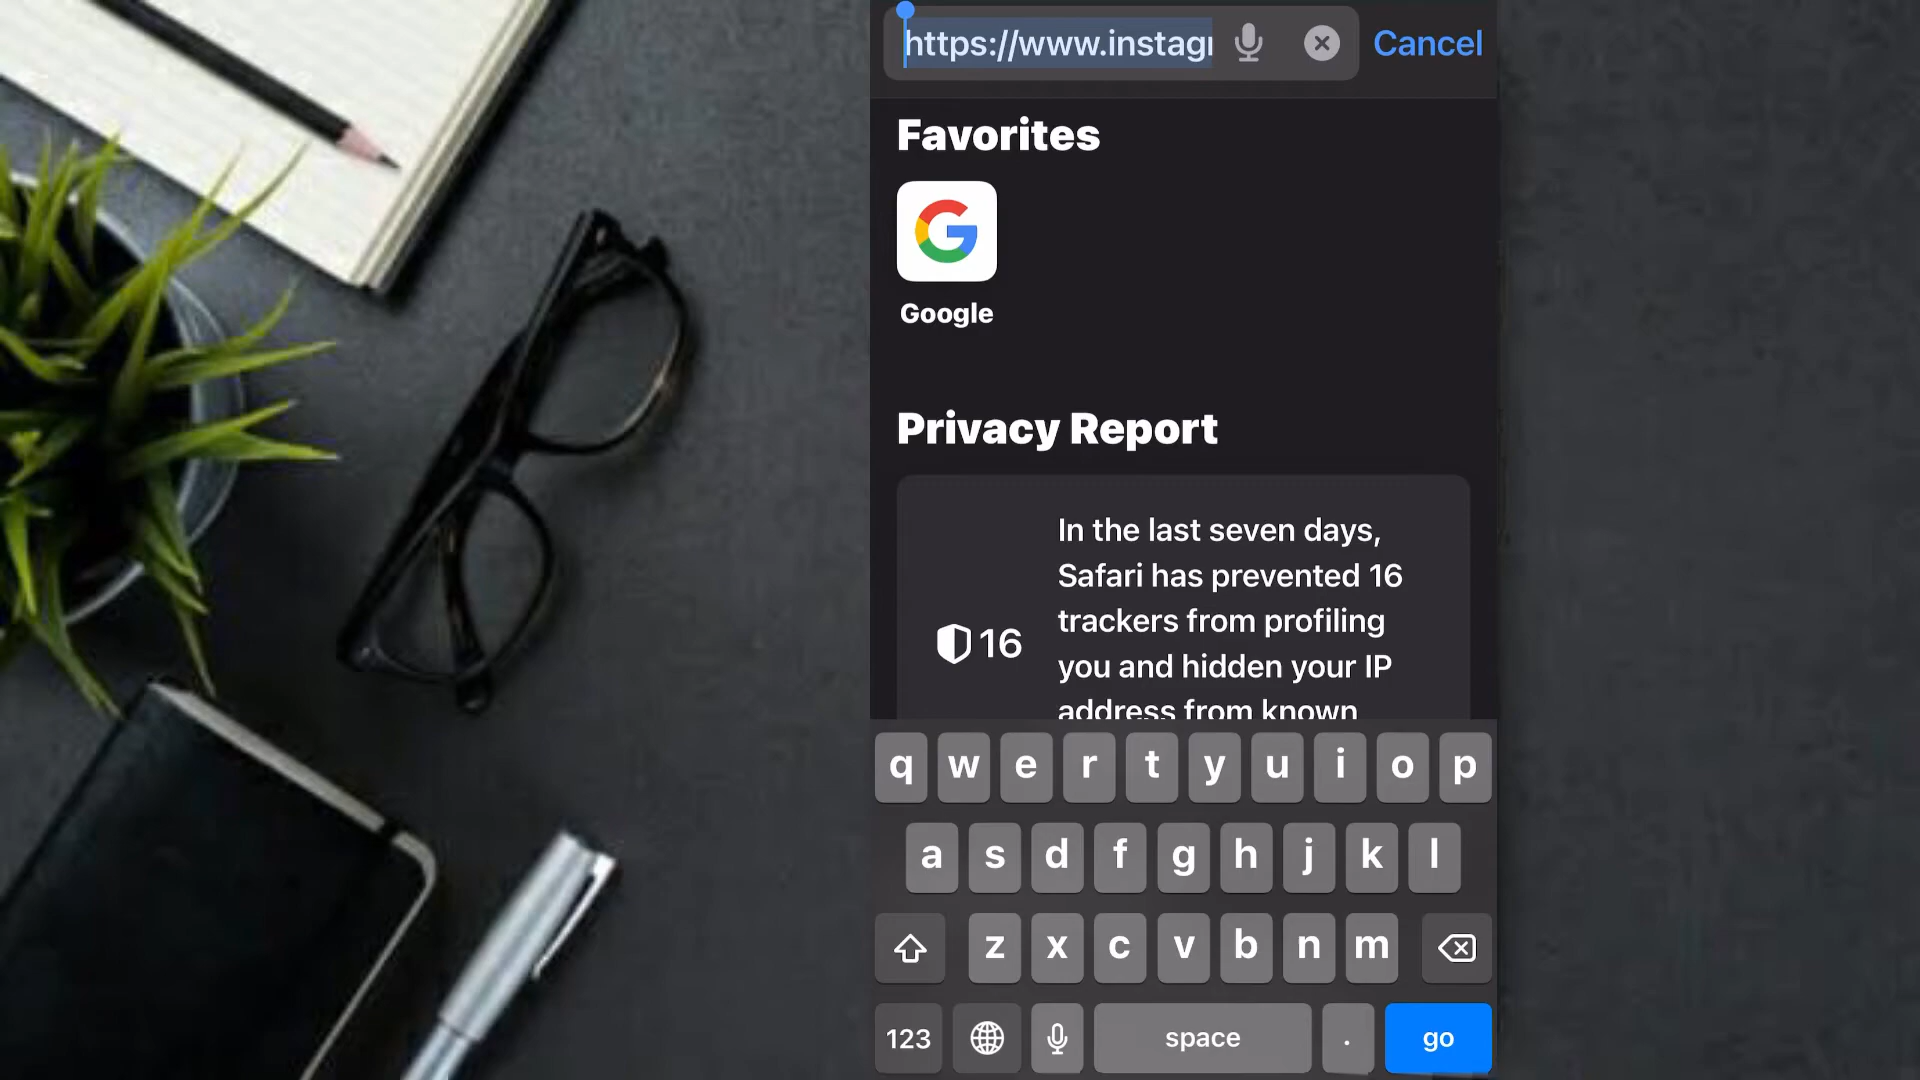 https://www.instagr
Cancel
Favorites
Google
Privacy Report
16
In the last seven days,
Safari has prevented 16
trackers from profiling
you and hidden your IP
address from known
q w e r t y u i o p
a s d f g h j k l
z x c v b n m
123 space . go